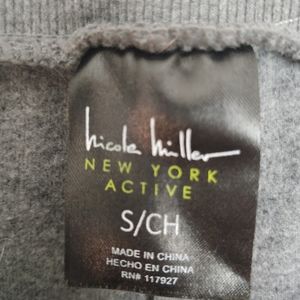 nicole miller
NEW YORK
ACTIVE
S/CH
MADE IN CHINA
HECHO EN CHINA
RN# 117927